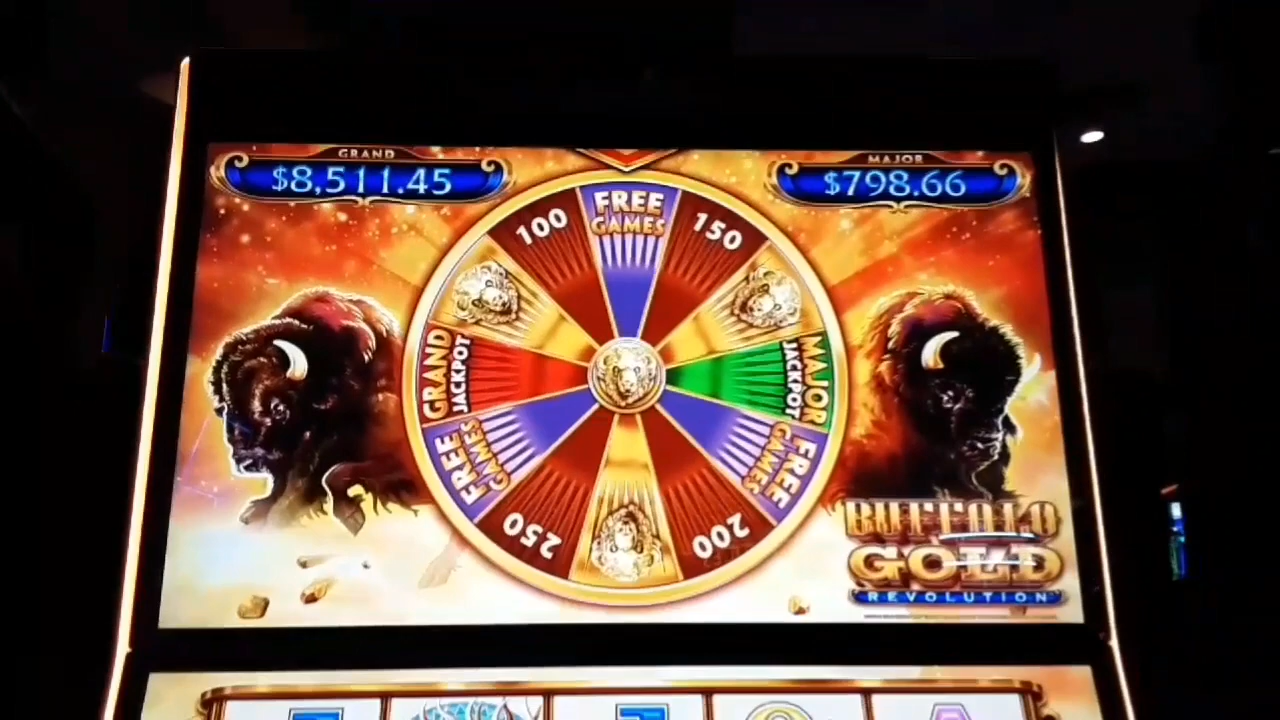 GRAND
$8,511.45
MAJOR
$798.66
FREE
GAMES
100
150
GRAND
JACKPOT
MAJOR
JACKPOT
FREE
GAMES
FREE
GAMES
250
200
BUFFALO
GOLD
REVOLUTION